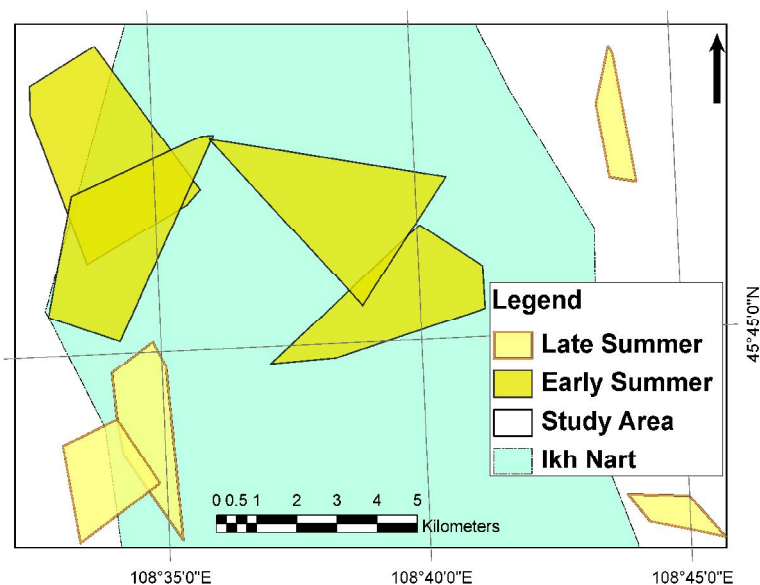 Legend
Late Summer
Early Summer
Study Area
Ikh Nart
45°45'0"N
0 0.5 1 2 3 4 5
Kilometers
108°35'0"E 108°40'0"E 108°45'0"E